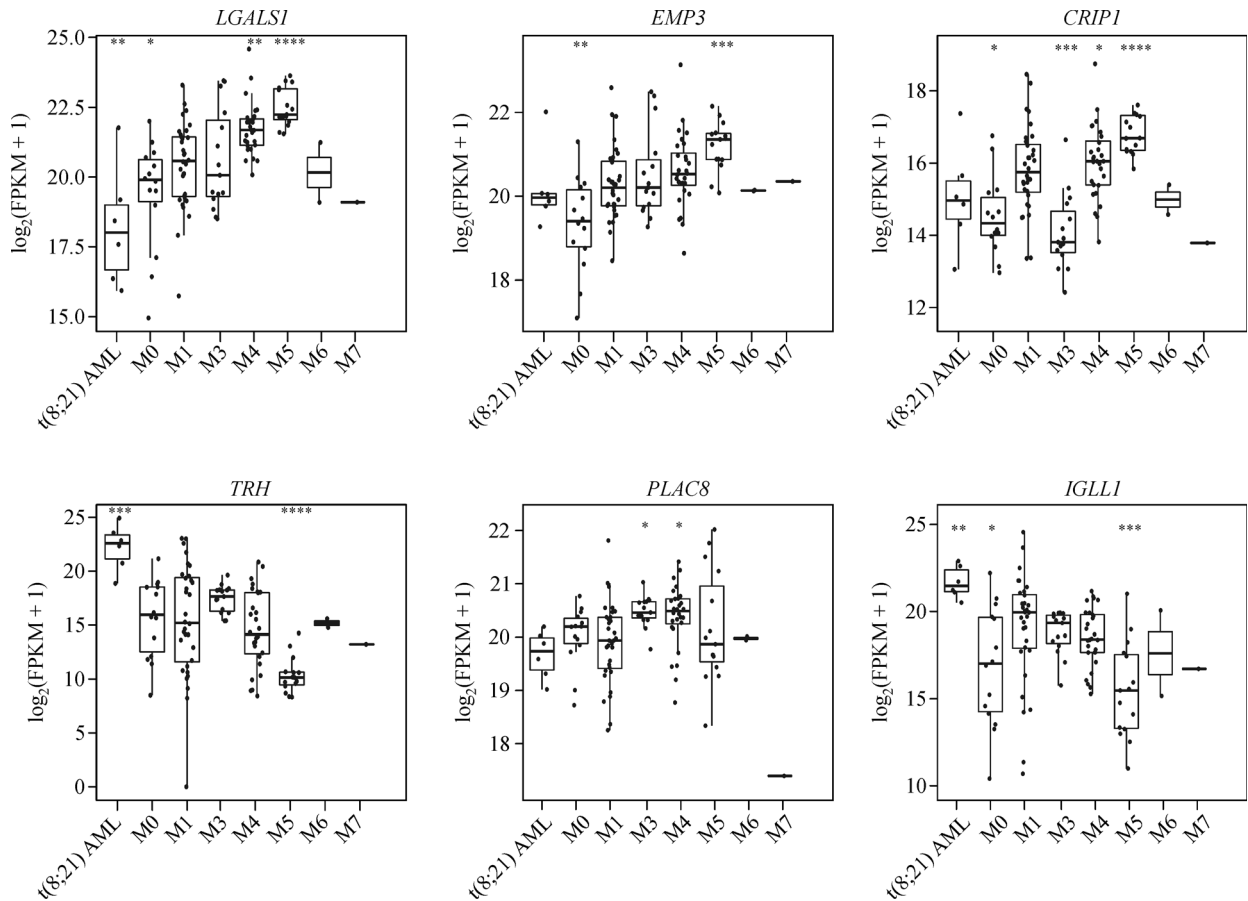 LGALS1
EMP3
CRIP1
** * ** ****
** ***
* *** * ****
log2(FPKM + 1)
25.0
22.5
20.0
17.5
15.0
log2(FPKM + 1)
22
20
18
log2(FPKM + 1)
18
16
14
12
t(8;21) AML M0 M1 M3 M4 M5 M6 M7
t(8;21) AML M0 M1 M3 M4 M5 M6 M7
t(8;21) AML M0 M1 M3 M4 M5 M6 M7
TRH
PLAC8
IGLL1
*** ****
* *
** * ***
log2(FPKM + 1)
25
20
15
10
5
0
log2(FPKM + 1)
22
21
20
19
18
log2(FPKM + 1)
25
20
15
10
t(8;21) AML M0 M1 M3 M4 M5 M6 M7
t(8;21) AML M0 M1 M3 M4 M5 M6 M7
t(8;21) AML M0 M1 M3 M4 M5 M6 M7